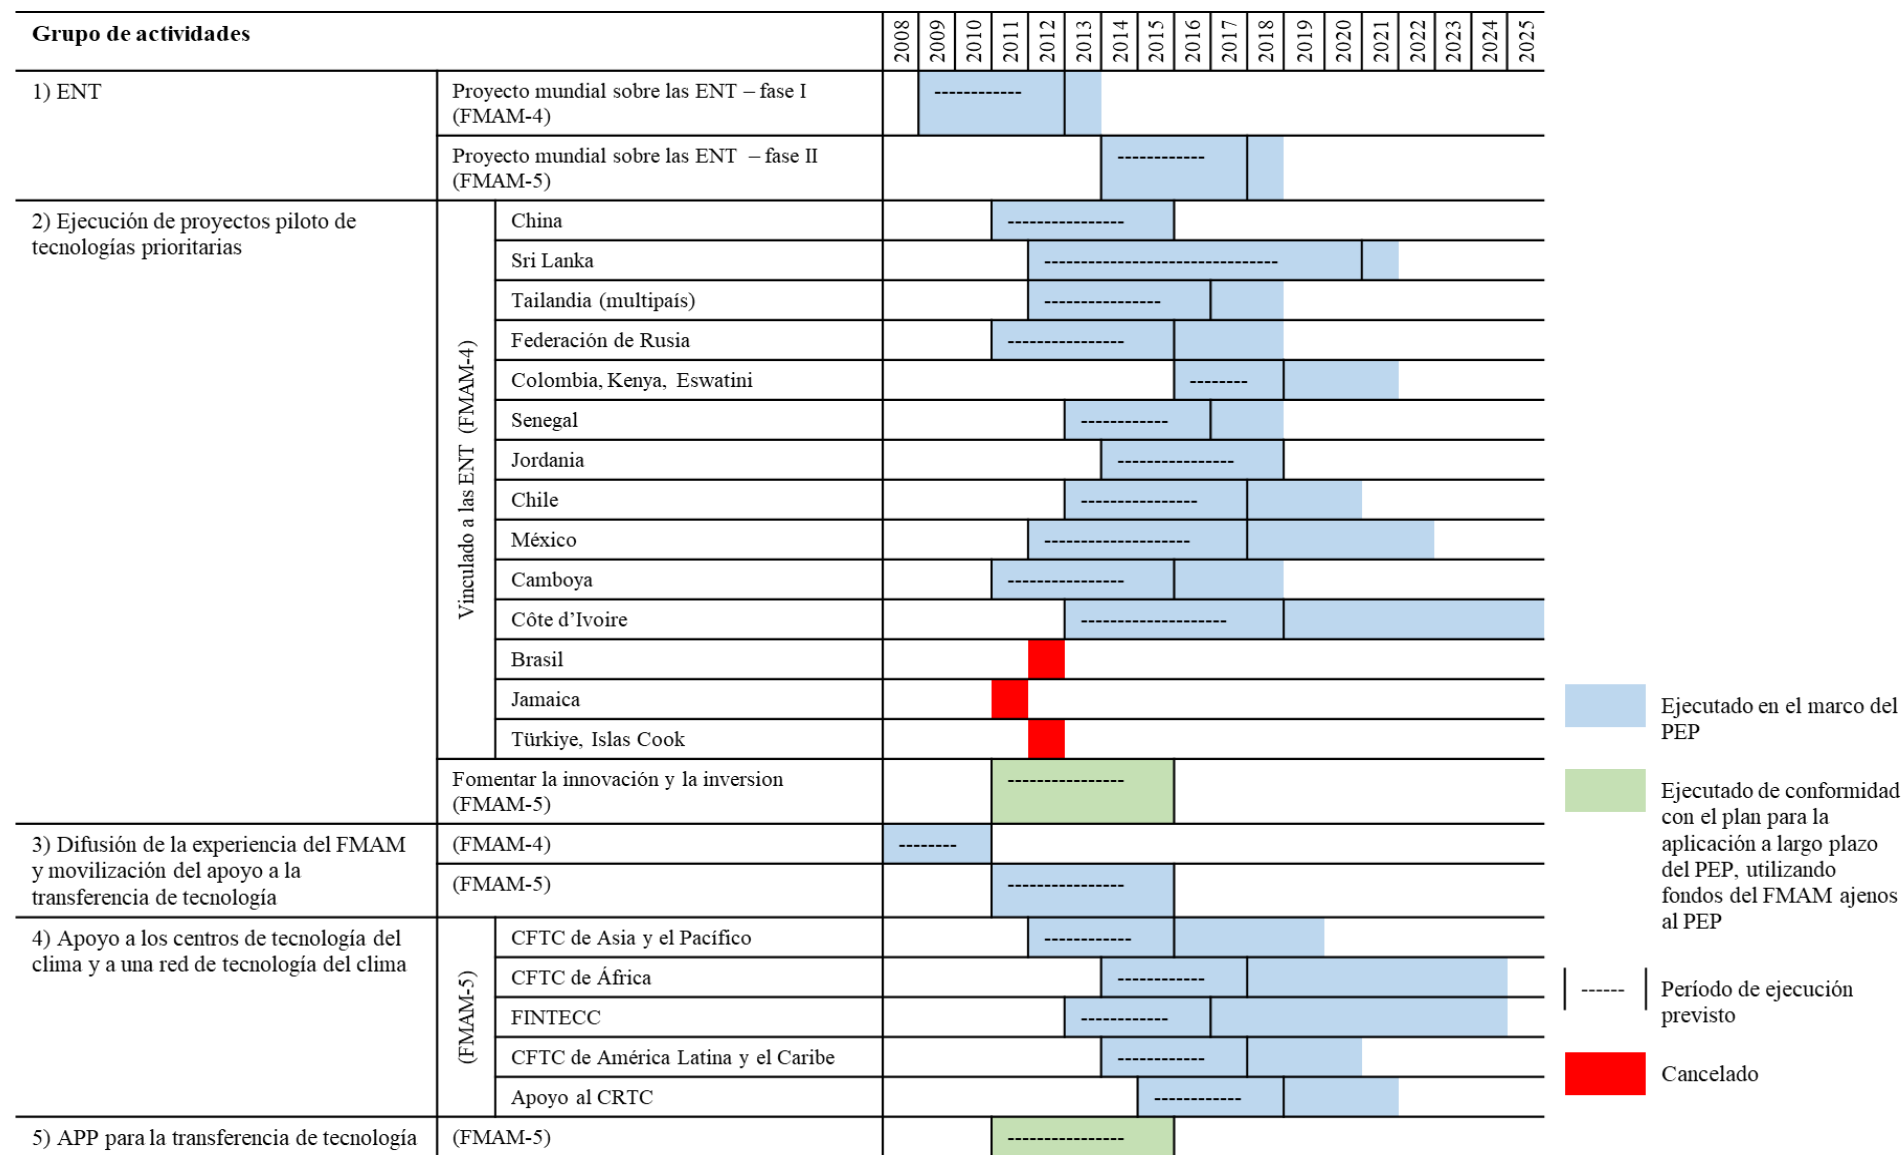 Grupo de actividades
2008 2009 2010 2011 2012 2013 2014 2015 2016 2017 2018 2019 2020 2021 2022 2023 2024 2025
1) ENT
Proyecto mundial sobre las ENT – fase I
(FMAM-4)
Proyecto mundial sobre las ENT – fase II
(FMAM-5)
2) Ejecución de proyectos piloto de
tecnologías prioritarias
Vinculado a las ENT (FMAM-4)
China
Sri Lanka
Tailandia (multipaís)
Federación de Rusia
Colombia, Kenya, Eswatini
Senegal
Jordania
Chile
México
Camboya
Côte d’Ivoire
Brasil
Jamaica
Türkiye, Islas Cook
Fomentar la innovación y la inversion
(FMAM-5)
3) Difusión de la experiencia del FMAM
y movilización del apoyo a la
transferencia de tecnología
(FMAM-4)
(FMAM-5)
4) Apoyo a los centros de tecnología del
clima y a una red de tecnología del clima
(FMAM-5)
CFTC de Asia y el Pacífico
CFTC de África
FINTECC
CFTC de América Latina y el Caribe
Apoyo al CRTC
5) APP para la transferencia de tecnología
(FMAM-5)
Ejecutado en el marco del
PEP
Ejecutado de conformidad
con el plan para la
aplicación a largo plazo
del PEP, utilizando
fondos del FMAM ajenos
al PEP
Período de ejecución
previsto
Cancelado